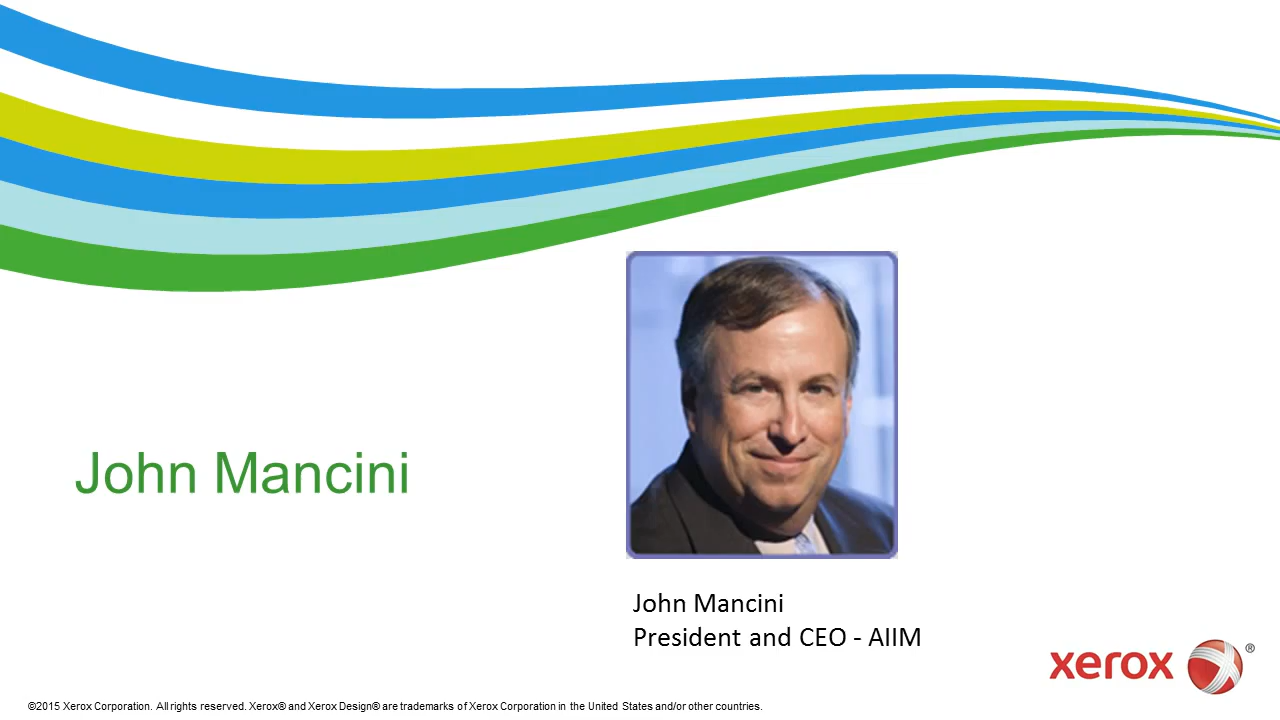 John Mancini
John Mancini
President and CEO - AIIM
xerox ®
©2015 Xerox Corporation. All rights reserved. Xerox® and Xerox Design® are trademarks of Xerox Corporation in the United States and/or other countries.